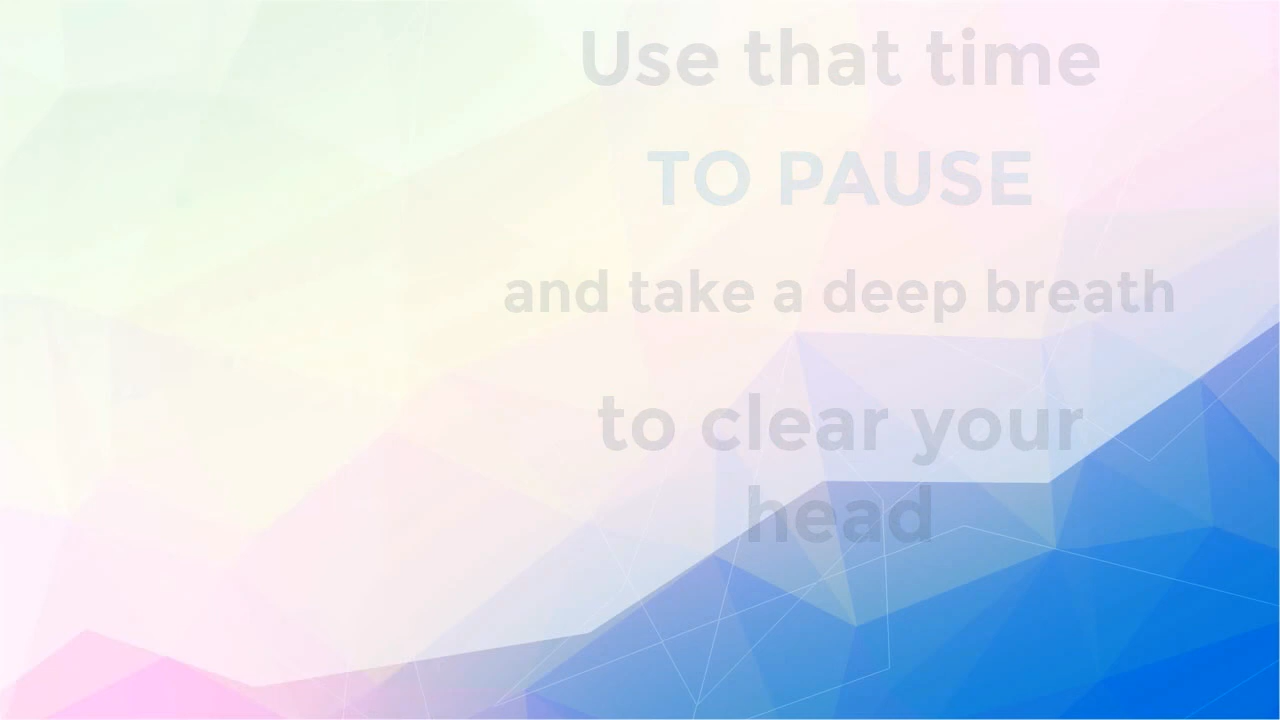 Use that time
TO PAUSE
and take a deep breath
to clear your
head